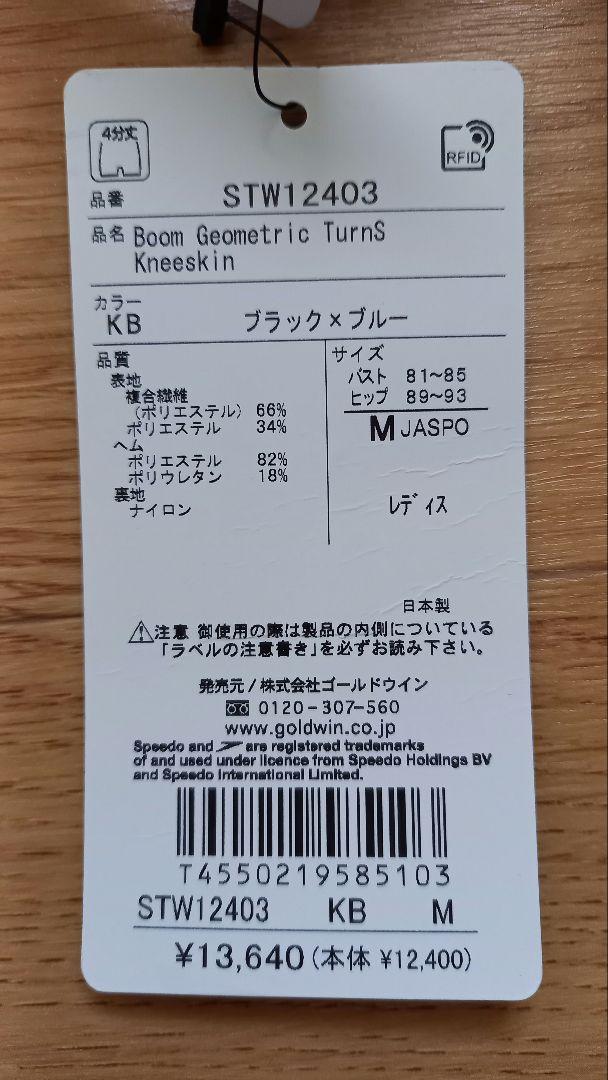 4分丈
RFID
品番 STW12403
品名 Boom Geometric TurnS
Kneeskin
カラー
KB ブラック×ブルー
品質
表地
複合繊維
(ポリエステル) 66%
ポリエステル 34%
ヘム
ポリエステル 82%
ポリウレタン 18%
裏地
ナイロン
サイズ
バスト 81~85
ヒップ 89~93
M JASPO
レディス
日本製
⚠注意 御使用の際は製品の内側についている
「ラベルの注意書き」を必ずお読み下さい。
発売元/株式会社ゴールドウイン
0120-307-560
www.goldwin.co.jp
Speedo and are registered trademarks
of and used under licence from Speedo Holdings BV
and Speedo International Limited.
T4550219585103
STW12403 KB M
¥13,640(本体 ¥12,400)